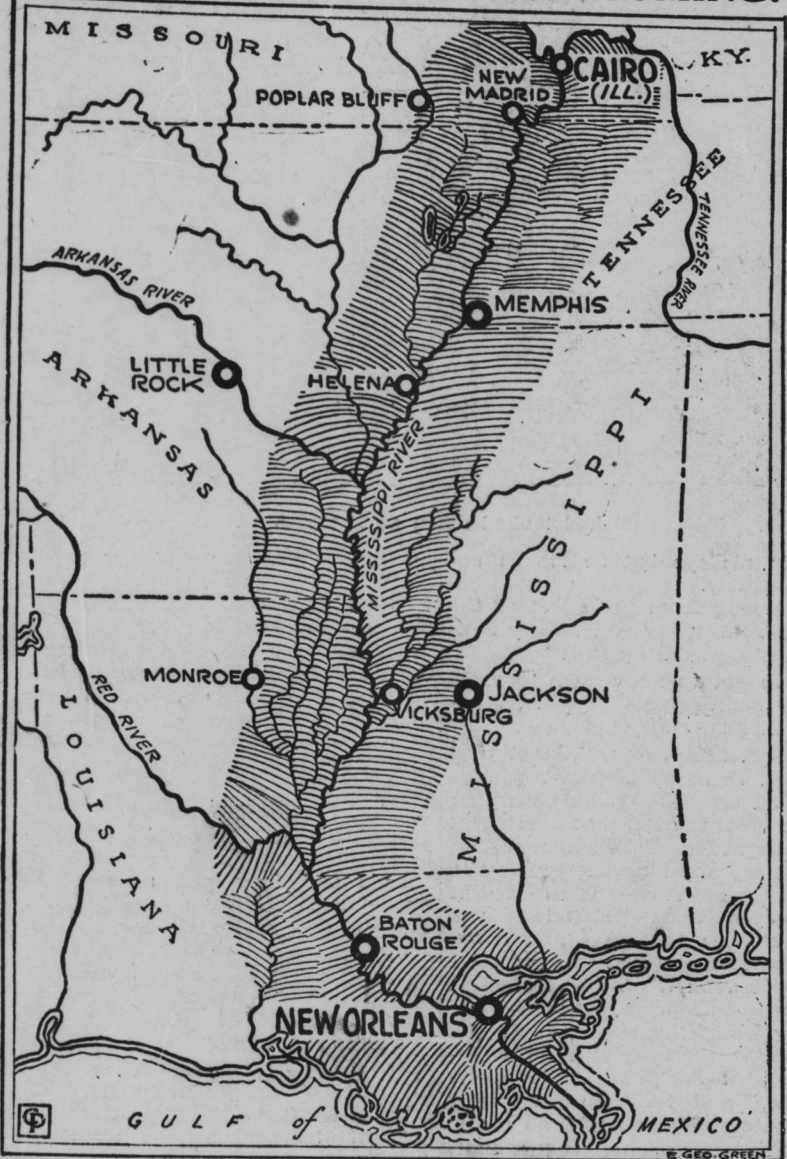 MISSOURI
KY.
CAIRO
(ILL.)
NEW
MADRID
POPLAR BLUFF
TENNESSEE
TENNESSEE RIVER
ARKANSAS RIVER
MEMPHIS
LITTLE
ROCK
HELENA
ARKANSAS
MISSISSIPPI RIVER
MISSISSIPPI
MONROE
VICKSBURG
JACKSON
RED RIVER
LOUISIANA
BATON
ROUGE
NEW ORLEANS
GULF of MEXICO
E. GEO. GREEN